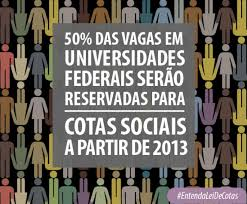 50% DAS VAGAS EM
UNIVERSIDADES
FEDERAIS SERÃO
RESERVADAS PARA
COTAS SOCIAIS
A PARTIR DE 2013
#EntendaLeiDeCotas